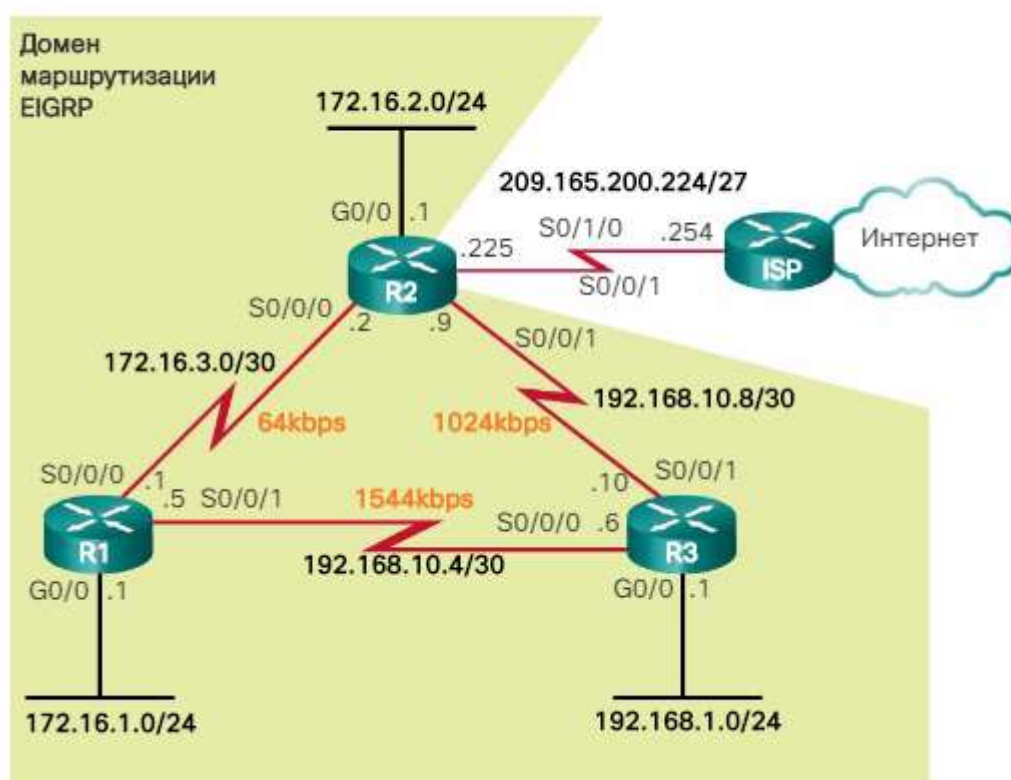 Домен
маршрутизации
EIGRP
172.16.2.0/24
209.165.200.224/27
G0/0 .1
S0/1/0 .254
Интернет
.225
ISP
R2
S0/0/1
S0/0/0 .2 .9
S0/0/1
172.16.3.0/30
192.168.10.8/30
64kbps 1024kbps
S0/0/0 .1
S0/0/1
.10
.5 S0/0/1 1544kbps
S0/0/0 .6
R1
R3
192.168.10.4/30
G0/0 .1
G0/0 .1
172.16.1.0/24
192.168.1.0/24